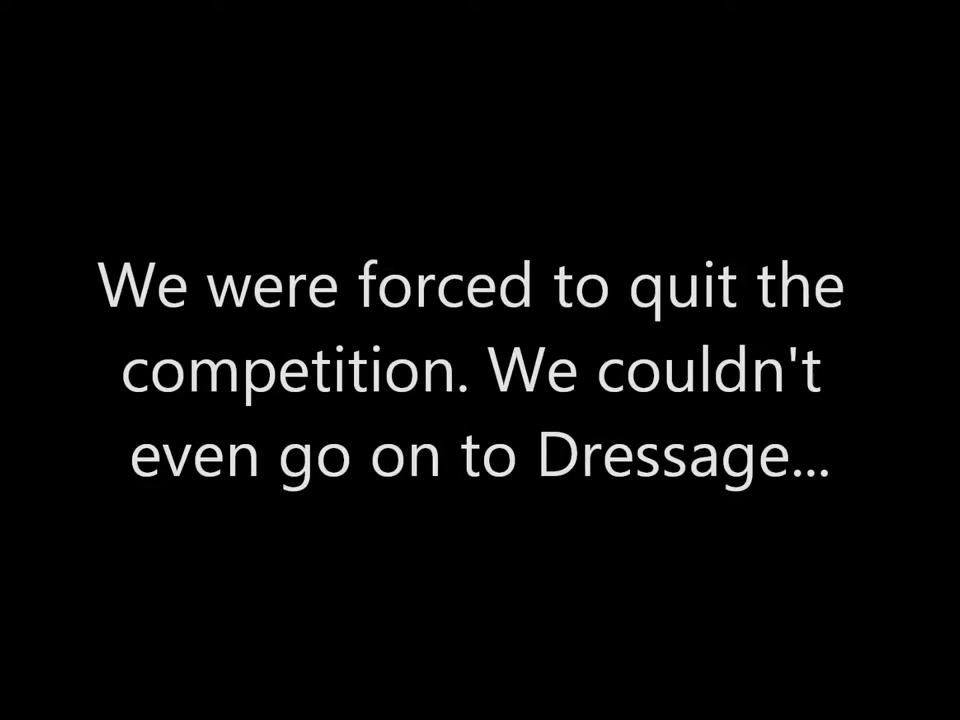 We were forced to quit the
competition. We couldn't
even go on to Dressage...